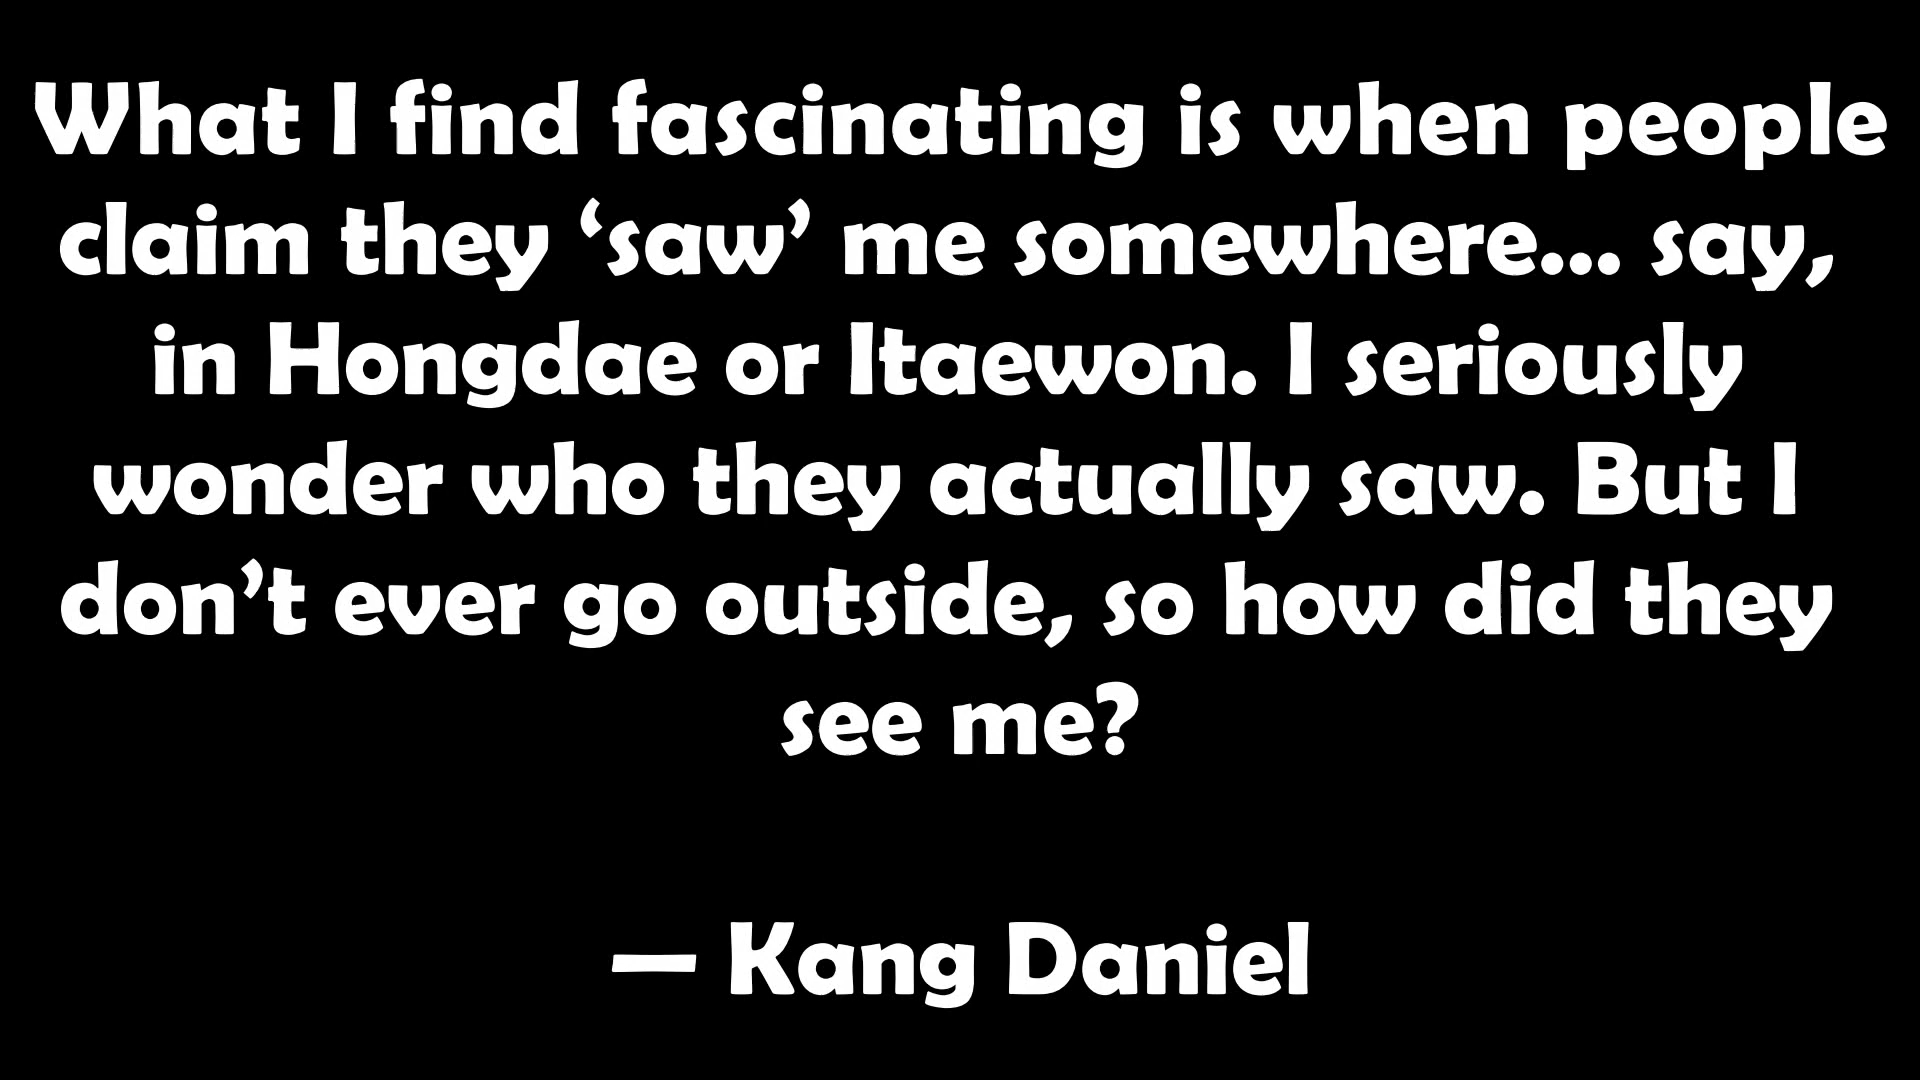 What I find fascinating is when people
claim they ‘saw’ me somewhere... say,
in Hongdae or Itaewon. I seriously
wonder who they actually saw. But I
don’t ever go outside, so how did they
see me?
— Kang Daniel